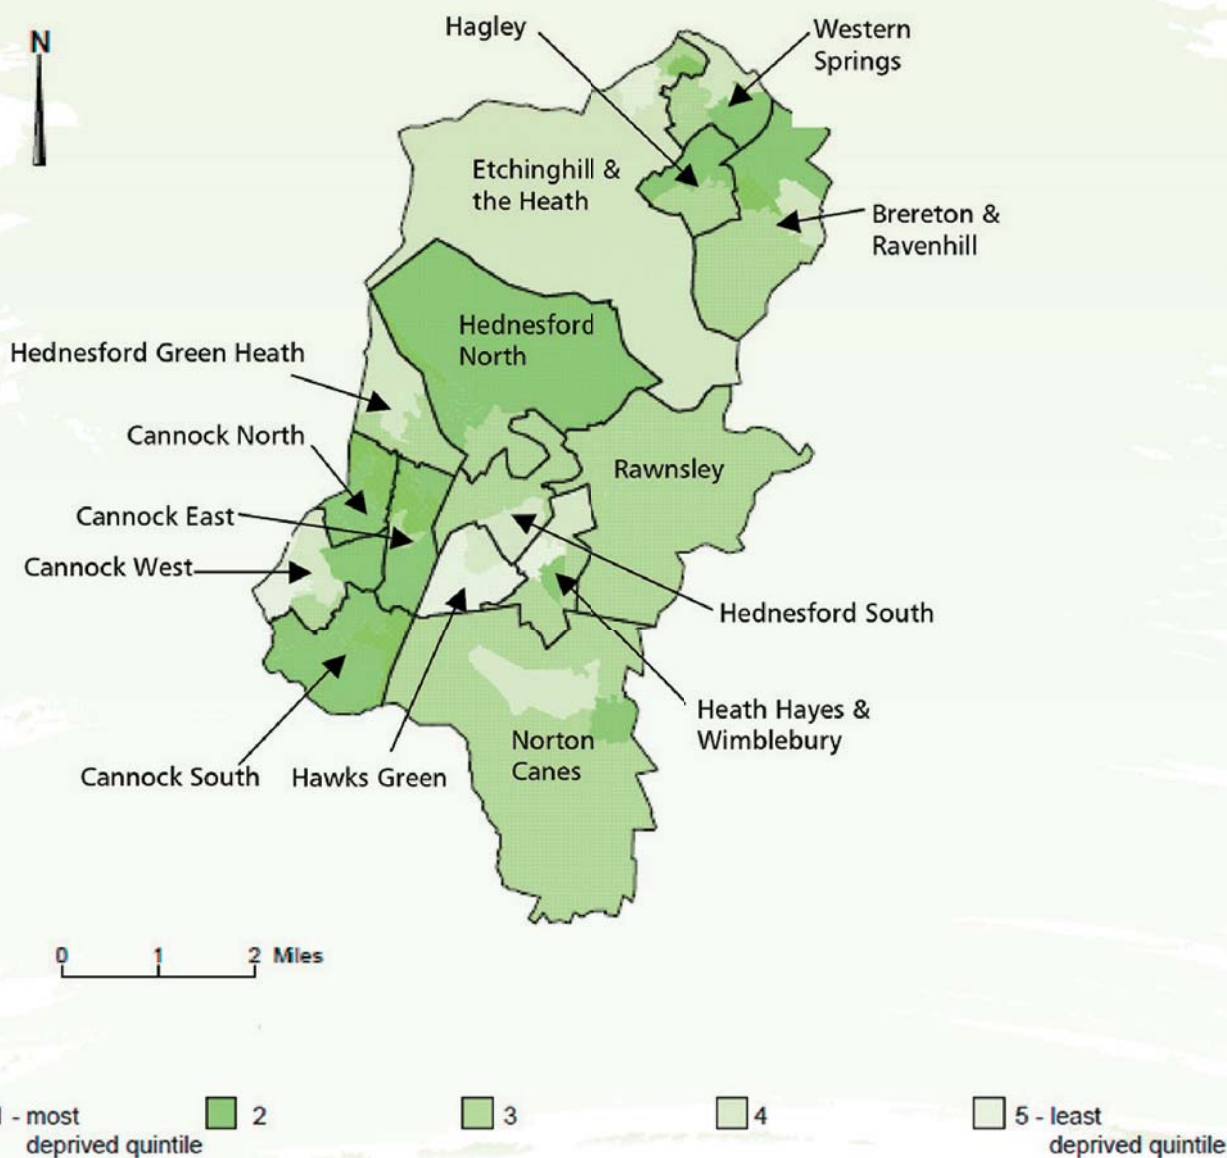 N
Hagley
Western
Springs
Etchinghill &
the Heath
Brereton &
Ravenhill
Hednesford
North
Hednesford Green Heath
Cannock North
Rawnsley
Cannock East
Cannock West
Hednesford South
Heath Hayes &
Wimblebury
Norton
Canes
Cannock South
Hawks Green
0 1 2 Miles
- most
deprived quintile
2
3
4
5 - least
deprived quintile